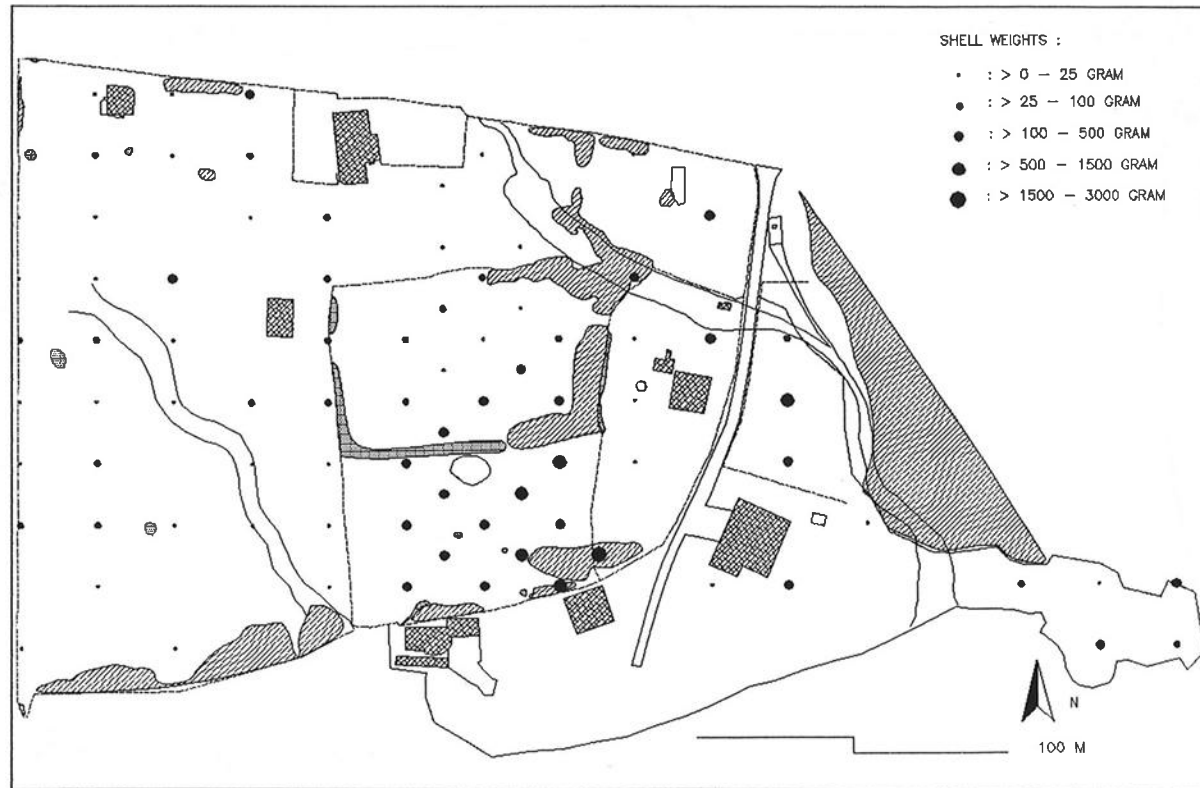 SHELL WEIGHTS :
: > 0 – 25 GRAM
: > 25 – 100 GRAM
: > 100 – 500 GRAM
: > 500 – 1500 GRAM
: > 1500 – 3000 GRAM
N
100 M